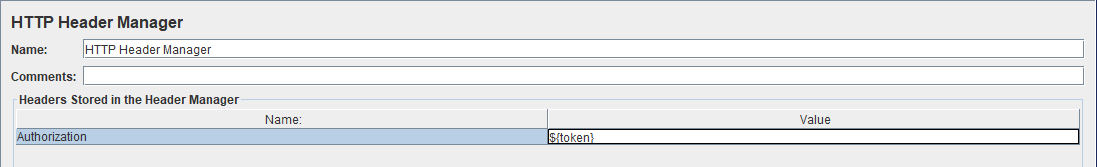 HTTP Header Manager
Name: HTTP Header Manager
Comments:
Headers Stored in the Header Manager
Name: Value
Authorization ${token}